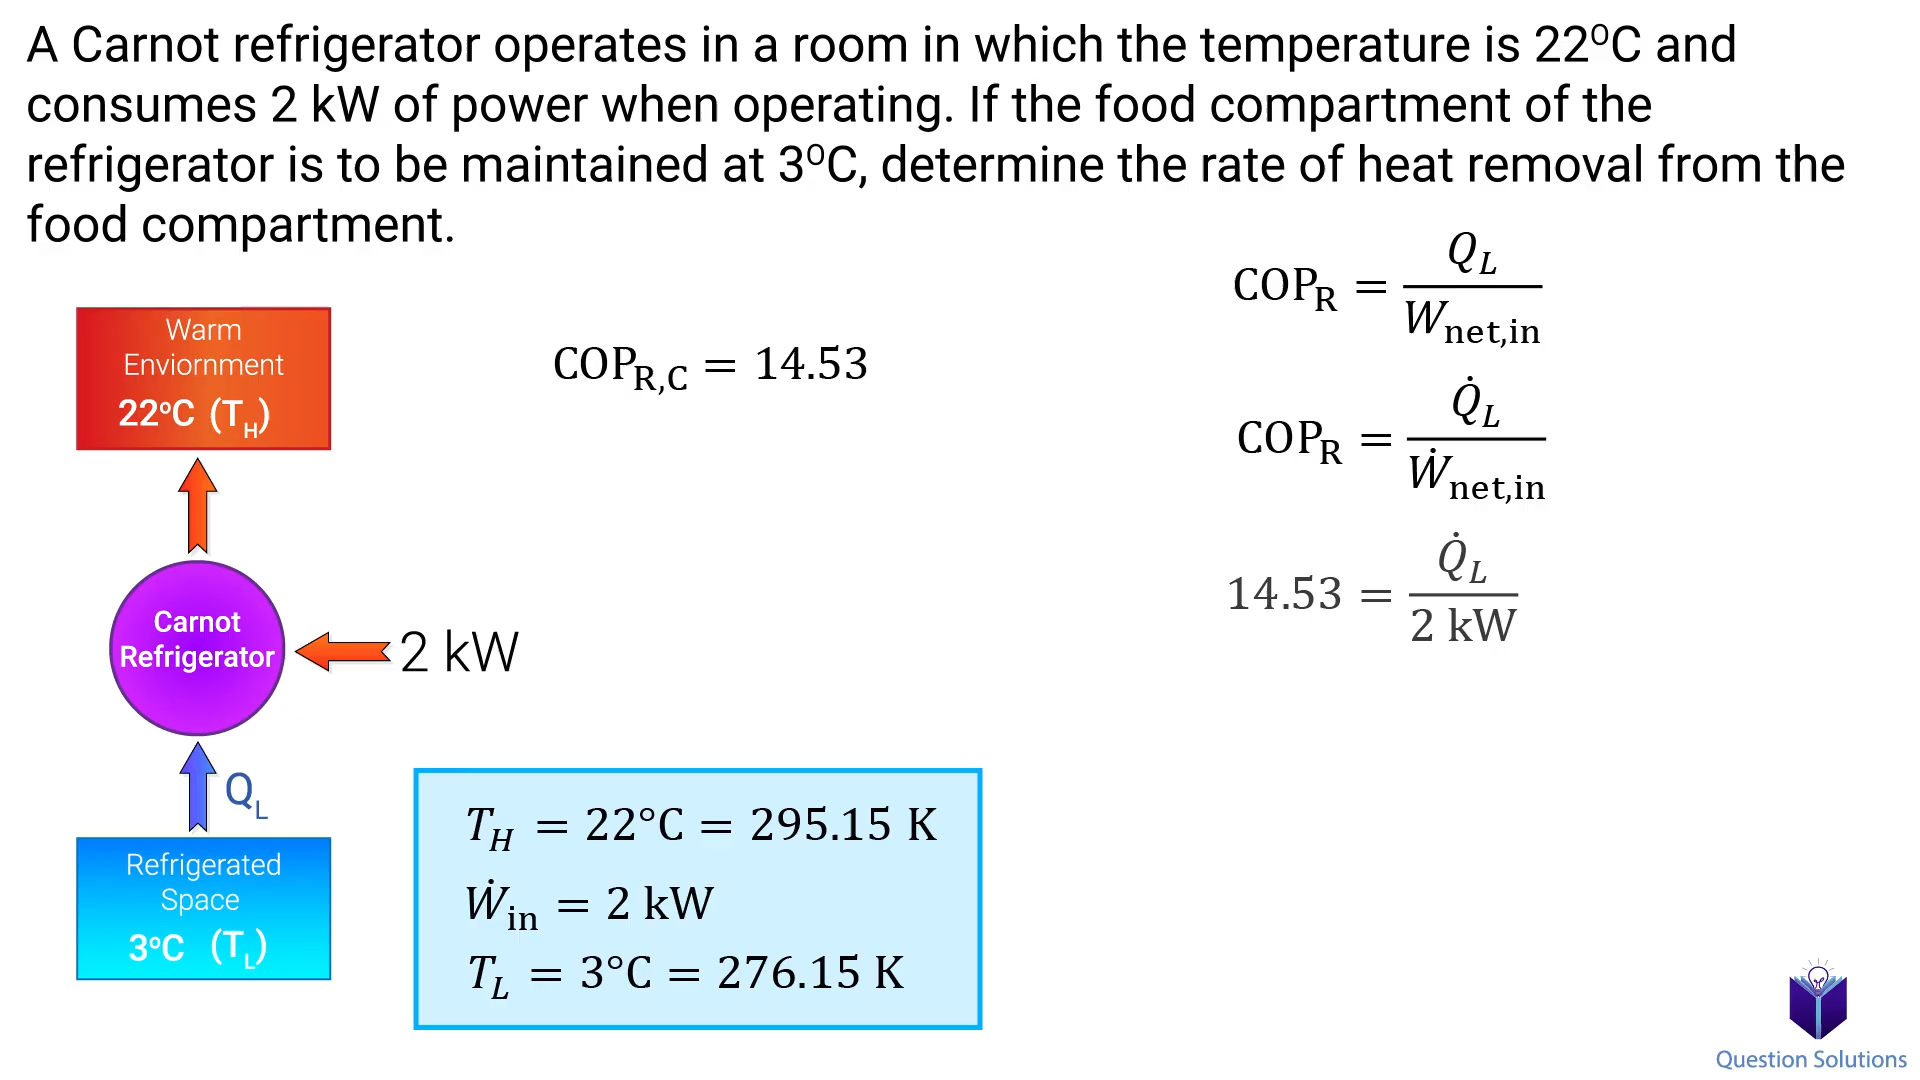 A Carnot refrigerator operates in a room in which the temperature is 22⁰C and
consumes 2 kW of power when operating. If the food compartment of the
refrigerator is to be maintained at 3⁰C, determine the rate of heat removal from the
food compartment.
Warm
Enviornment
22⁰C (T_H)
Carnot
Refrigerator
2 kW
Q_L
Refrigerated
Space
3⁰C (T_L)
COP_R,C = 14.53
T_H = 22°C = 295.15 K
Ẇ_in = 2 kW
T_L = 3°C = 276.15 K
COP_R = Q_L / W_net,in
COP_R = Q̇_L / Ẇ_net,in
14.53 = Q̇_L / 2 kW
Question Solutions